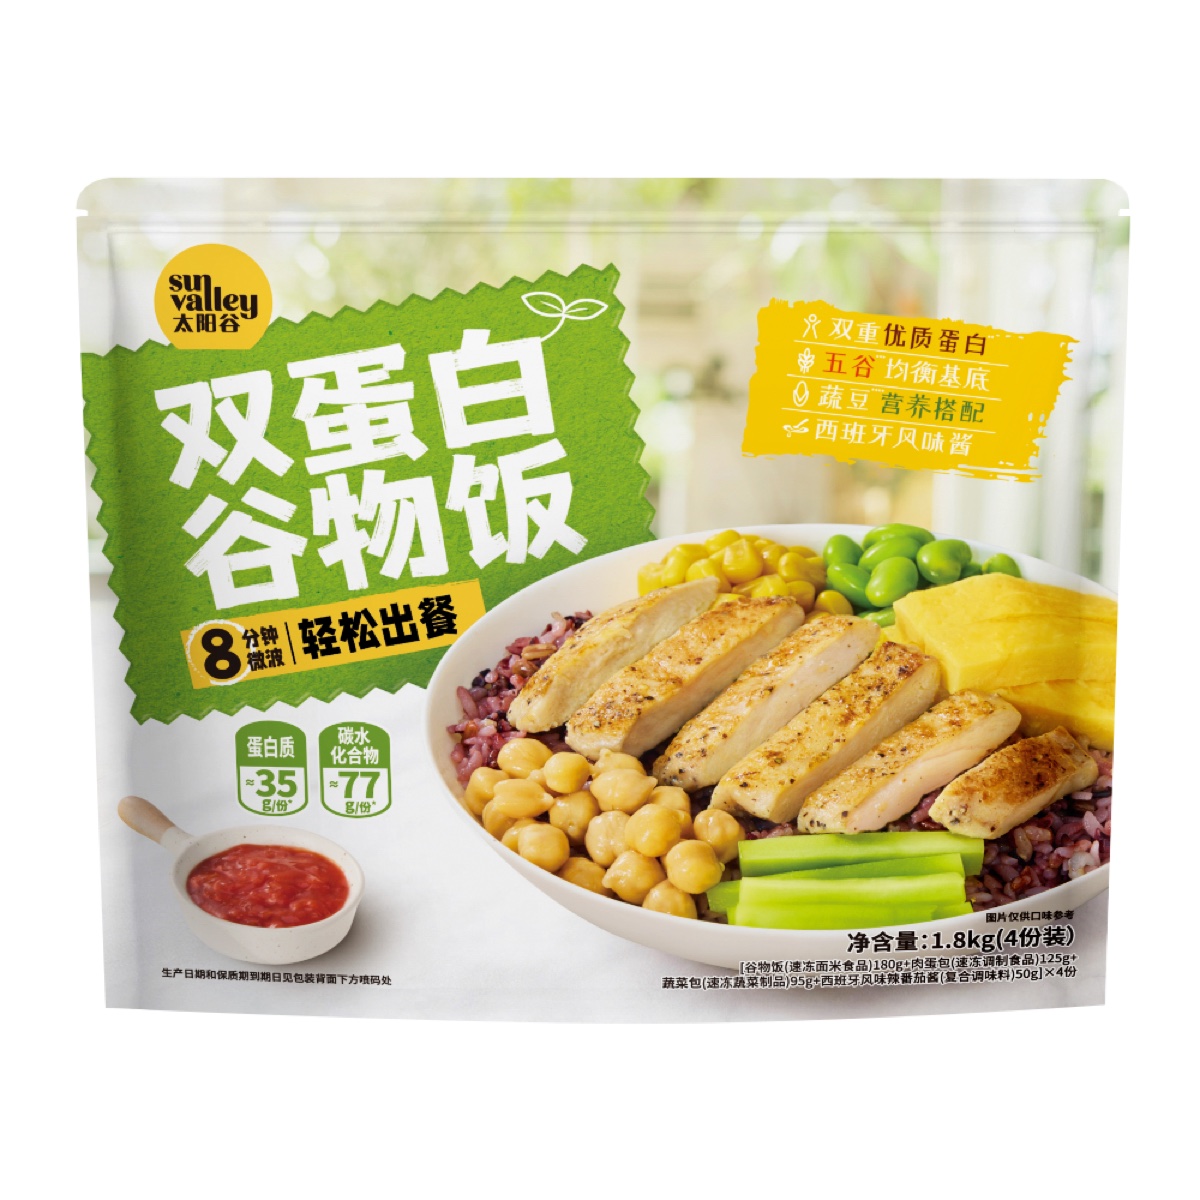 sun
valley
太阳谷
双蛋白
谷物饭
8分钟微波|轻松出餐
双重优质蛋白
五谷均衡基底
蔬豆营养搭配
西班牙风味酱
蛋白质
≈35
g/份*
碳水
化合物
≈77
g/份*
图片仅供口味参考
净含量:1.8kg(4份装)
[谷物饭(速冻面米食品)180g+肉蛋包(速冻调制食品)125g+
蔬菜包(速冻蔬菜制品)95g+西班牙风味辣番茄酱(复合调味料)50g]×4份
生产日期和保质期到期日见包装背面下方喷码处